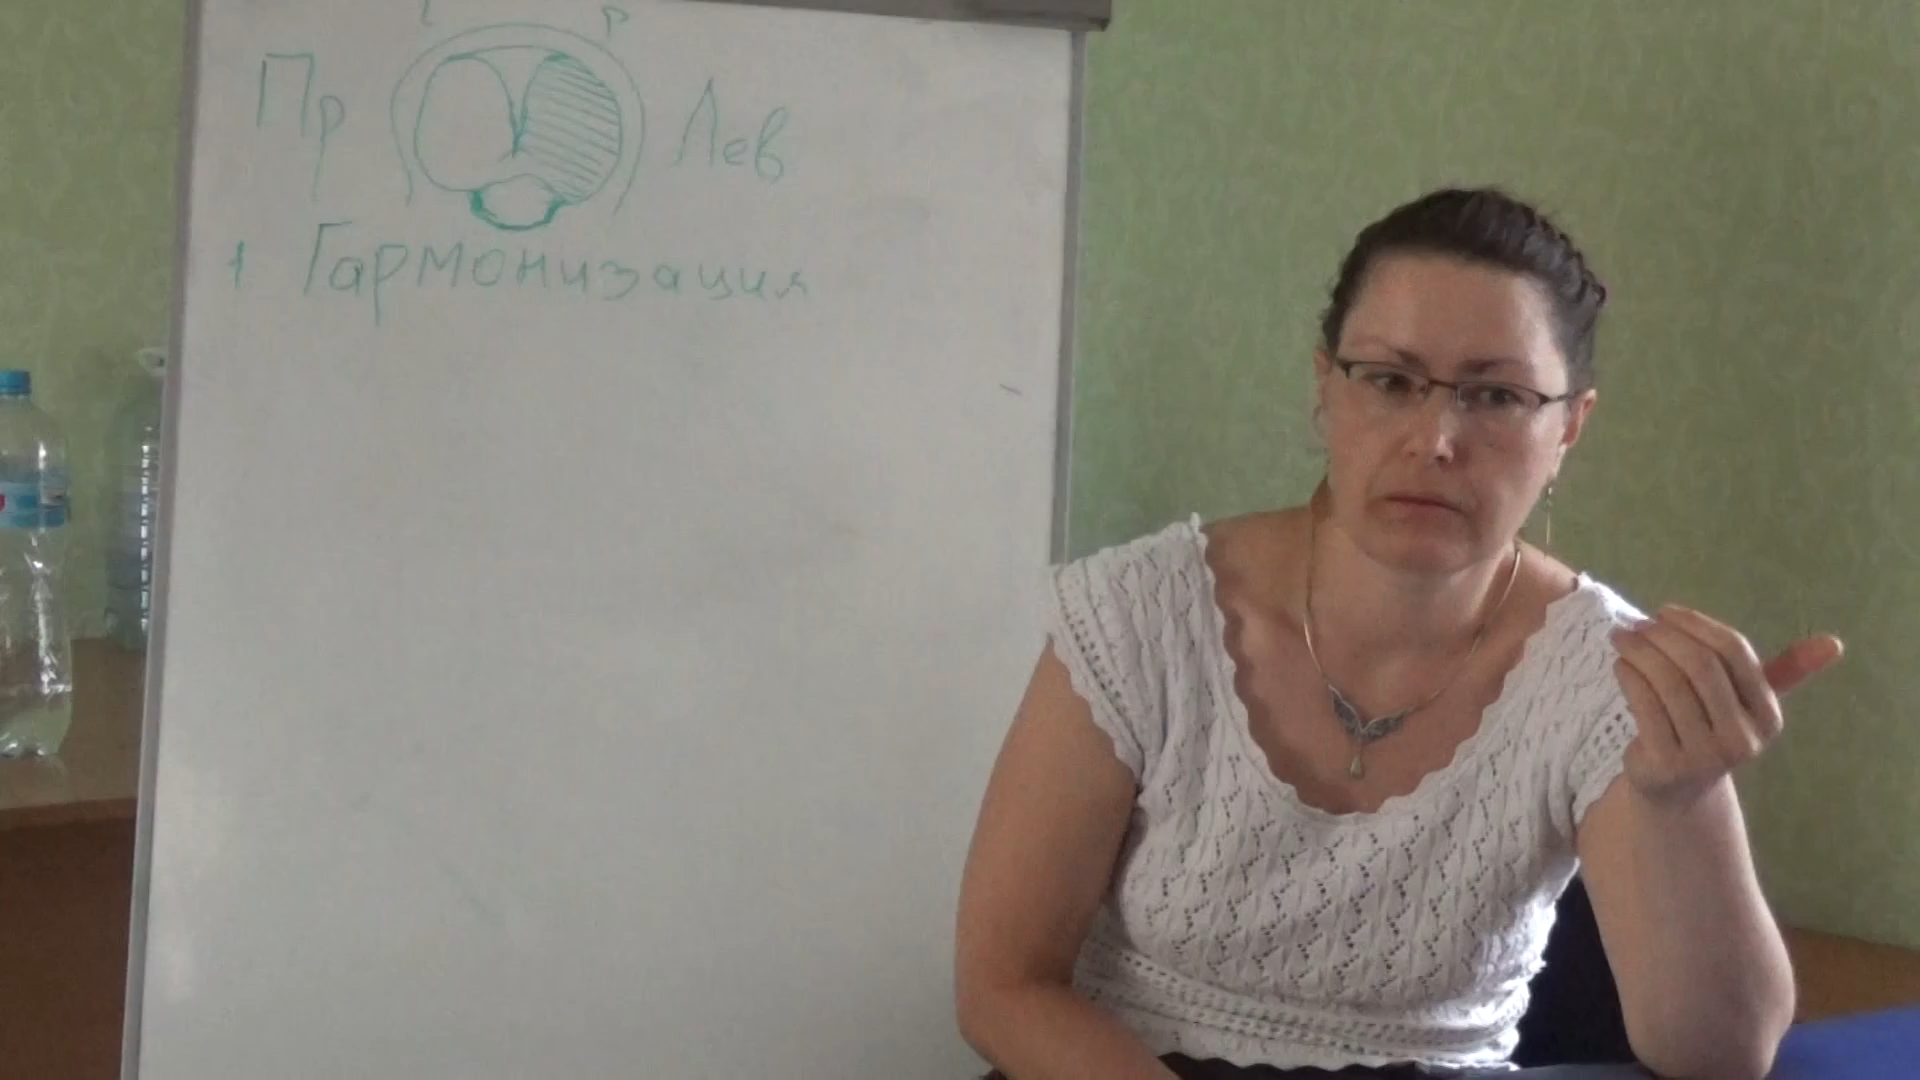 Р
Пр Лев
1 Гармонизация